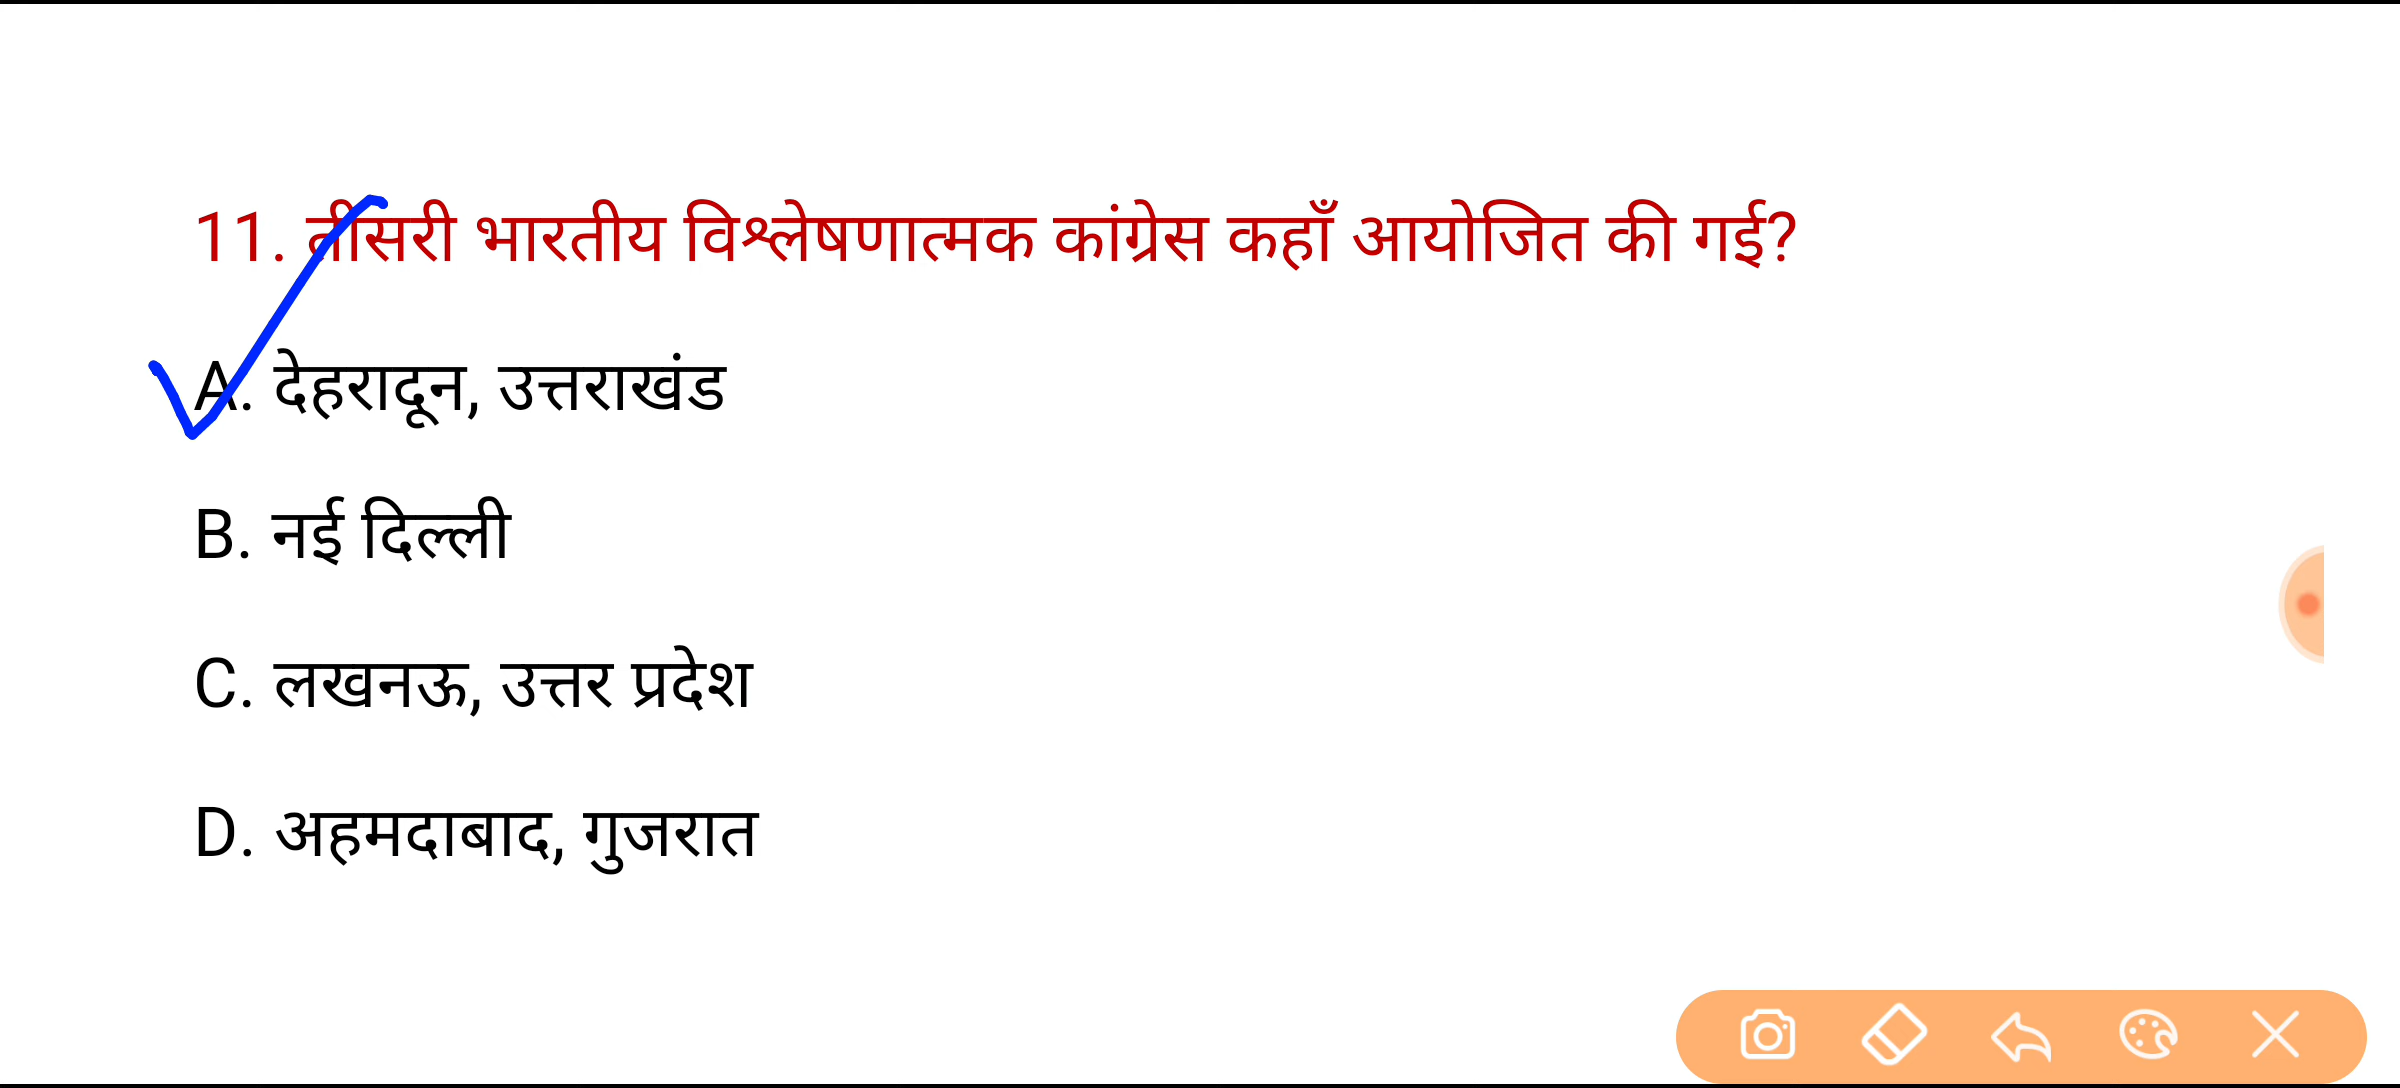 11. तीसरी भारतीय विश्लेषणात्मक कांग्रेस कहाँ आयोजित की गई?
A. देहरादून, उत्तराखंड
B. नई दिल्ली
C. लखनऊ, उत्तर प्रदेश
D. अहमदाबाद, गुजरात